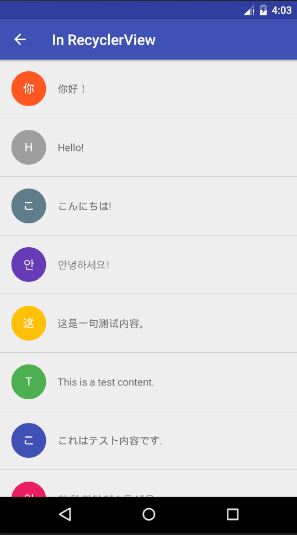 4:03
In RecyclerView
你 你好！
H Hello!
こ こんにちは!
안 안녕하세요!
这 这是一句测试内容。
T This is a test content.
こ これはテスト内容です.